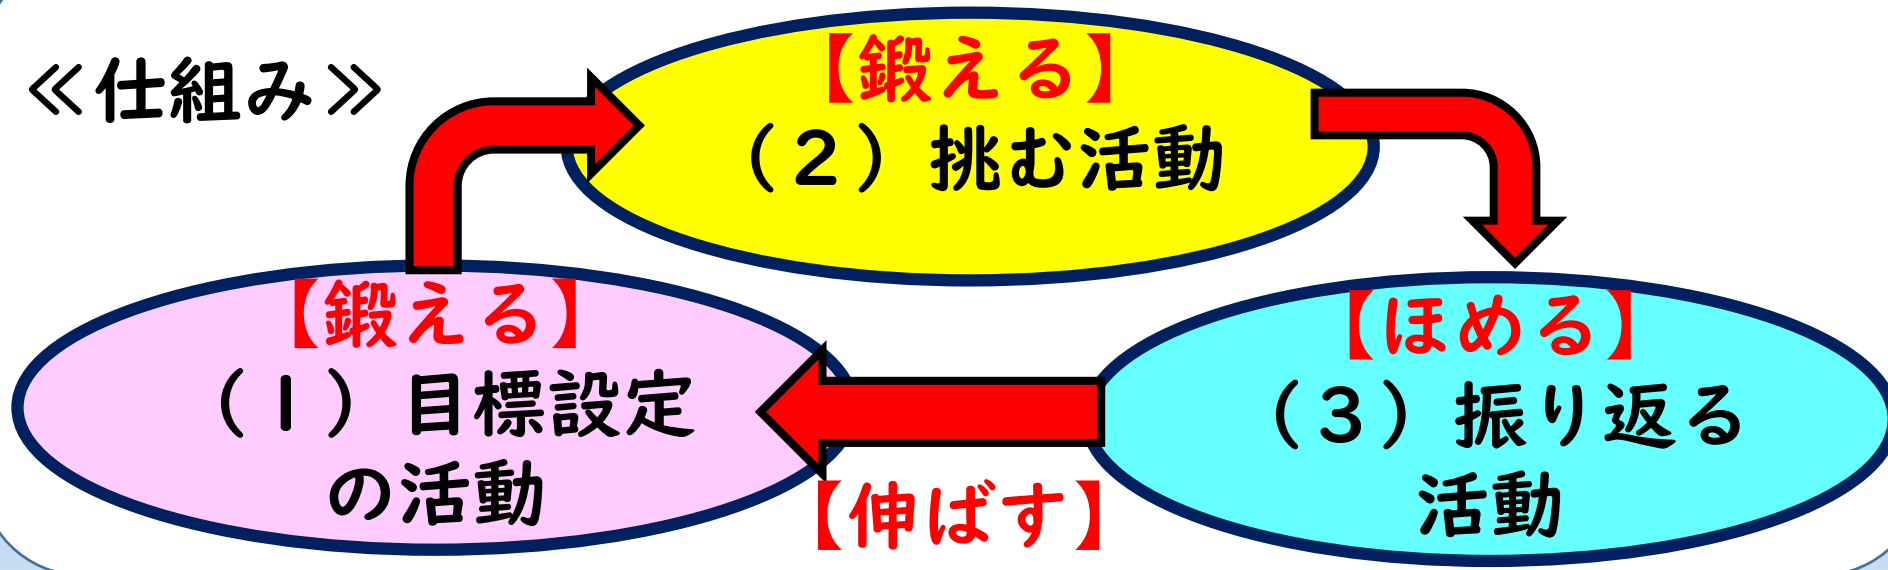 ≪仕組み≫
【鍛える】
（２）挑む活動
【鍛える】
（１）目標設定
の活動
【ほめる】
（３）振り返る
活動
【伸ばす】